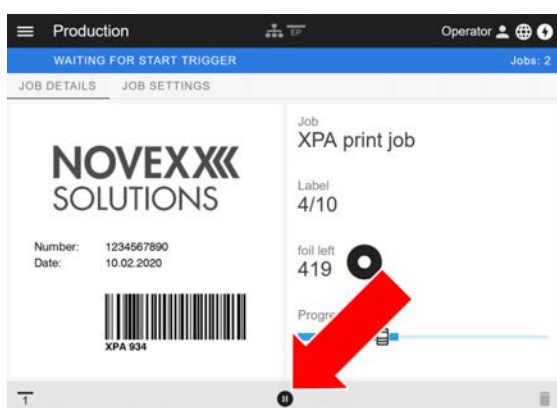 Production
EP
Operator
WAITING FOR START TRIGGER
Jobs: 2
JOB DETAILS
JOB SETTINGS
NOVEXX
SOLUTIONS
Number: 1234567890
Date: 10.02.2020
XPA 934
Job
XPA print job
Label
4/10
foil left
419
Progre
1